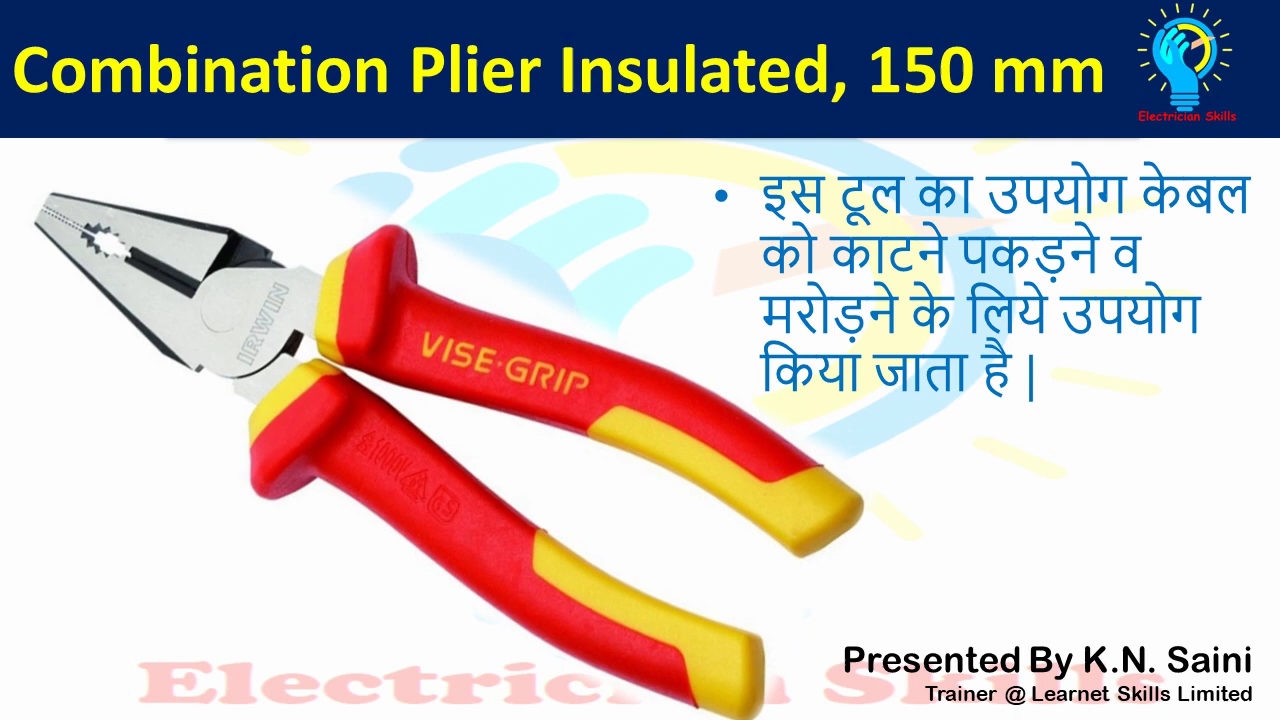 Combination Plier Insulated, 150 mm
Electrician Skills
• इस टूल का उपयोग केबल
को काटने पकड़ने व
मरोड़ने के लिये उपयोग
किया जाता है |
IRWIN
VISE-GRIP
Presented By K.N. Saini
Trainer @ Learnet Skills Limited
Electrician Skills